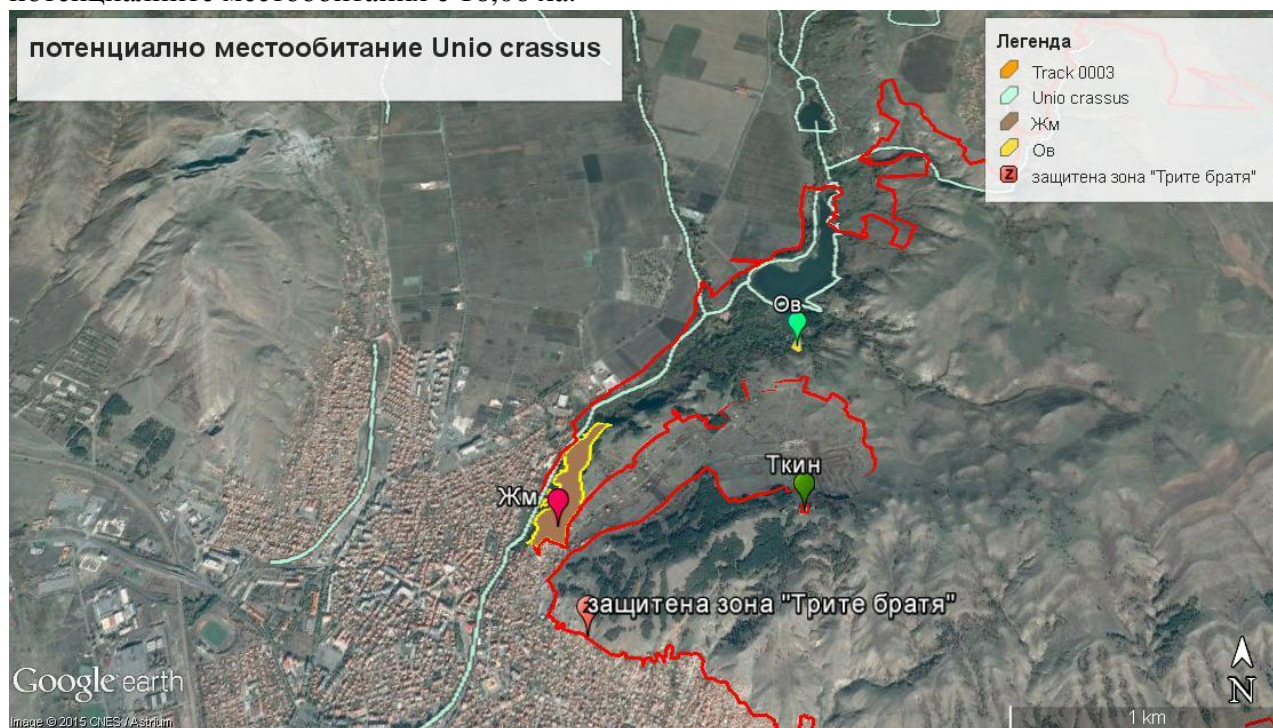 потенциално местообитание Unio crassus
Легенда
Track 0003
Unio crassus
Жм
Ов
Z защитена зона "Трите братя"
Ов
Ткин
Жм
защитена зона "Трите братя"
Google earth
N
Image © 2015 CNES / Astrium
1 km